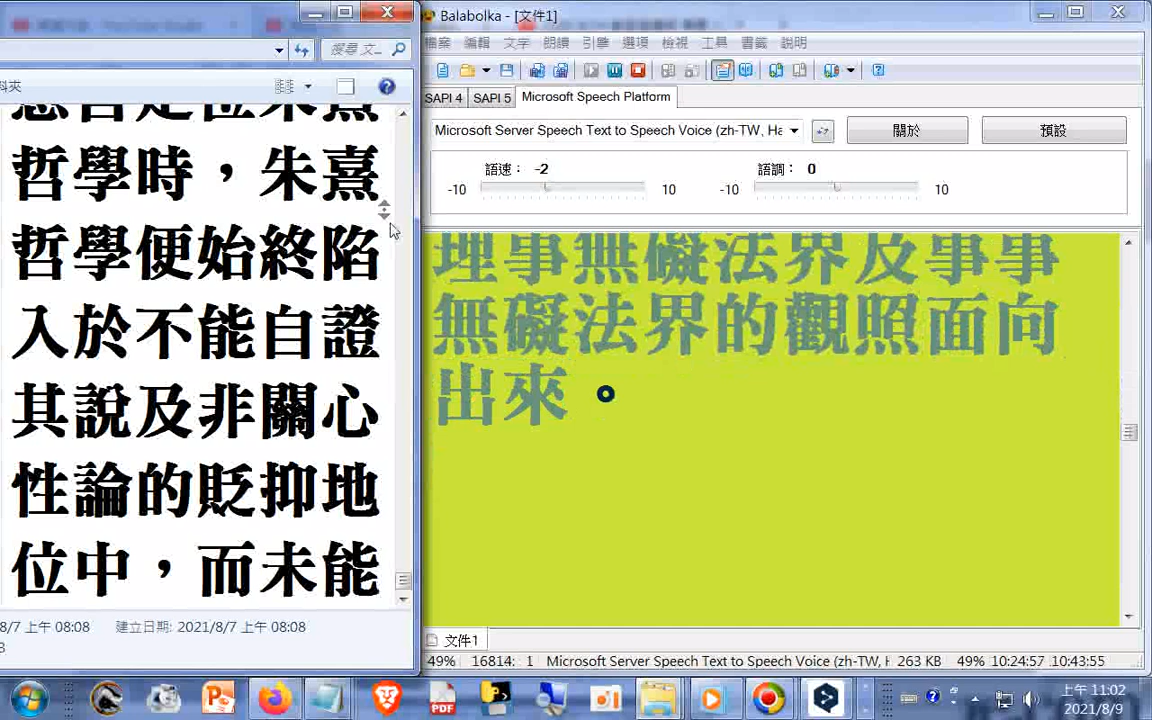 Balabolka - [文件1]
檔案 編輯 文字 朗讀 引擎 選項 檢視 工具 書籤 說明
搜尋 文...
SAPI 4 SAPI 5 Microsoft Speech Platform
Microsoft Server Speech Text to Speech Voice (zh-TW, Ha
關於
預設
語速： -2
語調： 0
-10
10
-10
10
哲學時，朱熹
哲學便始終陷
入於不能自證
其說及非關心
性論的貶抑地
位中，而未能
理事無礙法界及事事
無礙法界的觀照面向
出來。
8/7 上午 08:08 建立日期: 2021/8/7 上午 08:08
文件1
49% 16814: 1 Microsoft Server Speech Text to Speech Voice (zh-TW, H 263 KB 49% 10:24:57 10:43:55
PDF
上午 11:02
2021/8/9